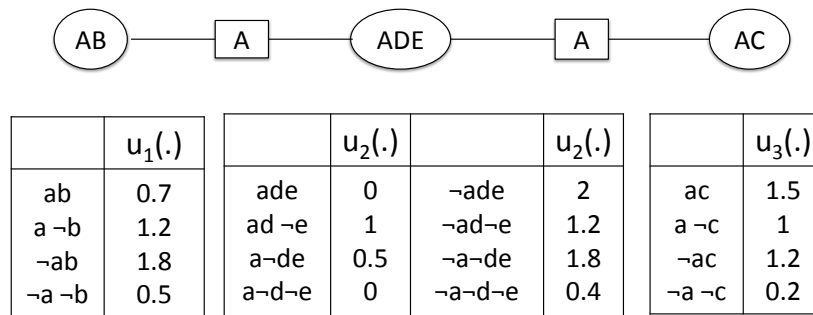 AB A ADE A AC
u₁(.) u₂(.) u₂(.) u₃(.)
ab 0.7 ade 0 ¬ade 2 ac 1.5
a ¬b 1.2 ad ¬e 1 ¬ad¬e 1.2 a ¬c 1
¬ab 1.8 a¬de 0.5 ¬a¬de 1.8 ¬ac 1.2
¬a ¬b 0.5 a¬d¬e 0 ¬a¬d¬e 0.4 ¬a ¬c 0.2